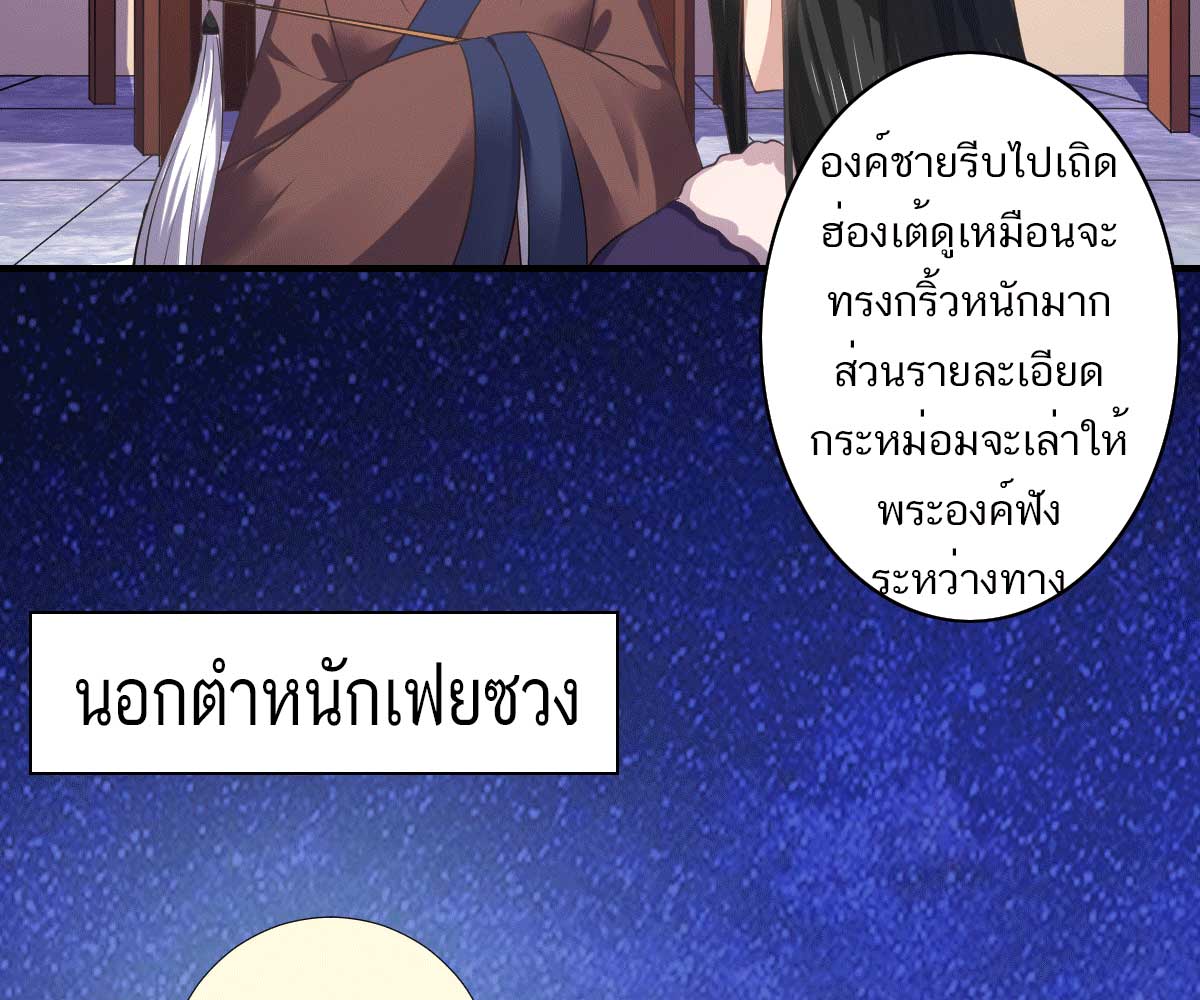 องค์ชายรีบไปเถิด
ฮ่องเต้ดูเหมือนจะ
ทรงกริ้วหนักมาก
ส่วนรายละเอียด
กระหม่อมจะเล่าให้
พระองค์ฟัง
ระหว่างทาง
นอกตำหนักเฟยซวง